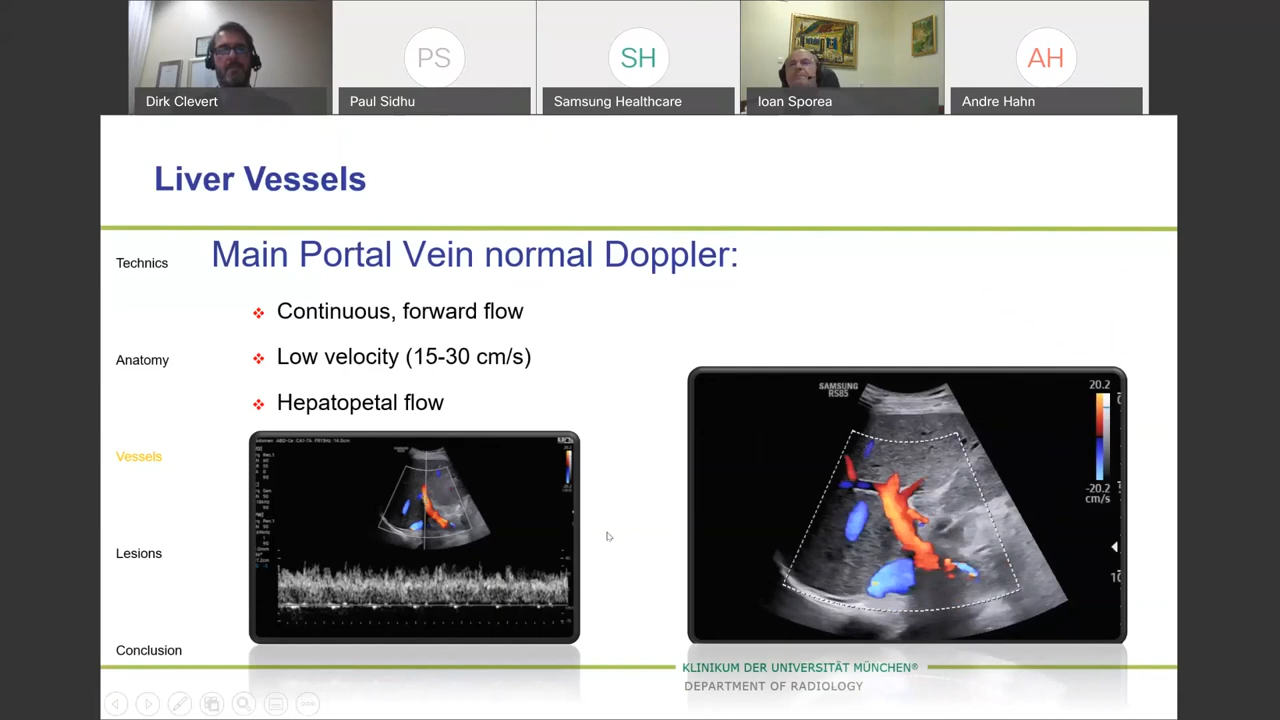 PS
SH
AH
Dirk Clevert
Paul Sidhu
Samsung Healthcare
Ioan Sporea
Andre Hahn
Liver Vessels
Main Portal Vein normal Doppler:
Technics
Continuous, forward flow
Anatomy
Low velocity (15-30 cm/s)
Hepatopetal flow
Vessels
Lesions
Conclusion
SAMSUNG
RS85
20.2
-20.2
cm/s
10
KLINIKUM DER UNIVERSITÄT MÜNCHEN®
DEPARTMENT OF RADIOLOGY